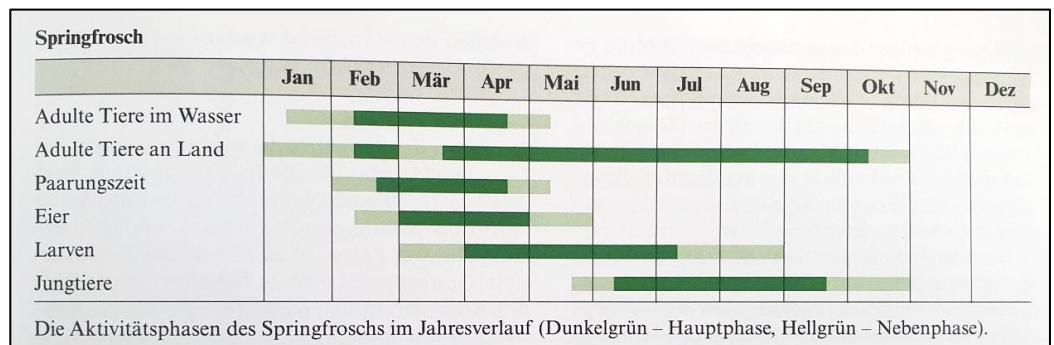 Springfrosch
Jan Feb Mär Apr Mai Jun Jul Aug Sep Okt Nov Dez
Adulte Tiere im Wasser
Adulte Tiere an Land
Paarungszeit
Eier
Larven
Jungtiere
Die Aktivitätsphasen des Springfroschs im Jahresverlauf (Dunkelgrün – Hauptphase, Hellgrün – Nebenphase).